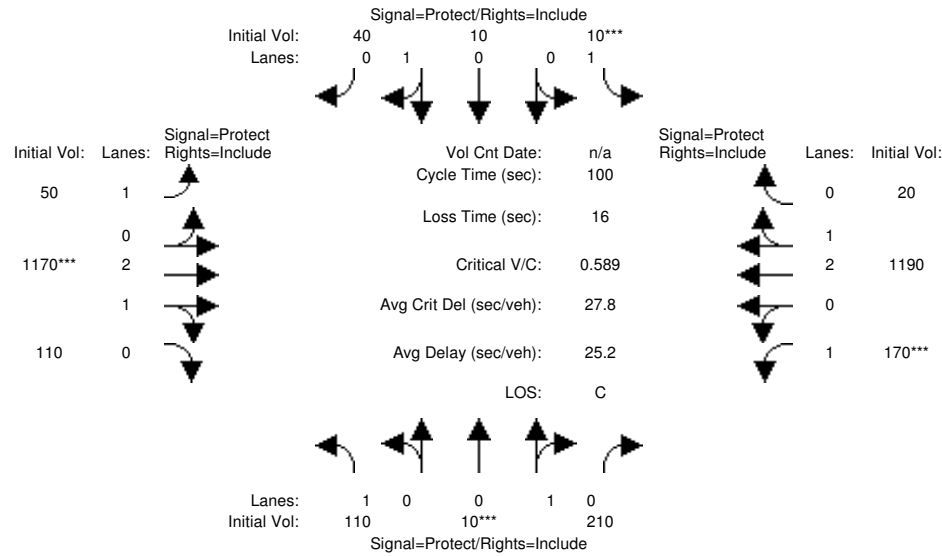 Signal=Protect/Rights=Include
Initial Vol: 40 10 10***
Lanes: 0 1 0 0 1
Signal=Protect
Initial Vol: Lanes: Rights=Include
Vol Cnt Date: n/a
Signal=Protect
Rights=Include Lanes: Initial Vol:
Cycle Time (sec): 100
50 1
0 20
Loss Time (sec): 16
0
1
1170*** 2
Critical V/C: 0.589
2 1190
1
Avg Crit Del (sec/veh): 27.8
0
110 0
Avg Delay (sec/veh): 25.2
1 170***
LOS: C
Lanes: 1 0 0 1 0
Initial Vol: 110 10*** 210
Signal=Protect/Rights=Include